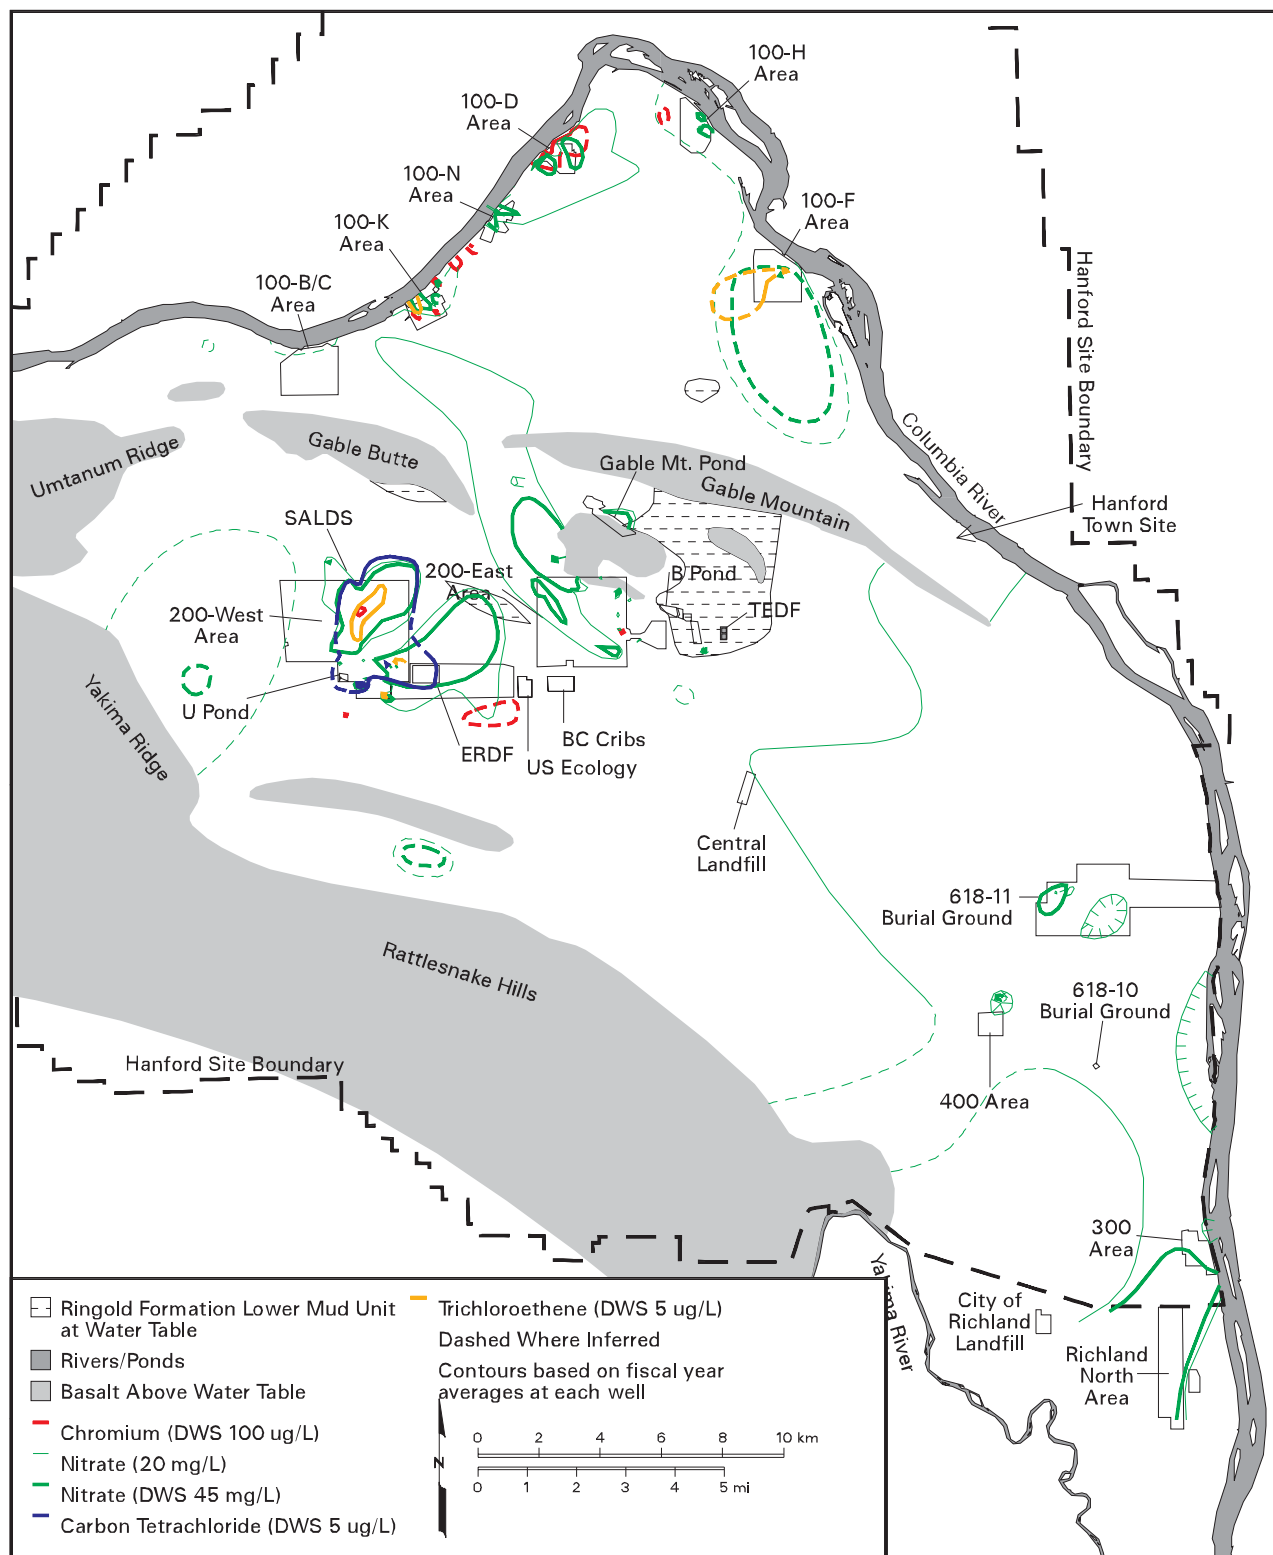 100-H
Area
100-D
Area
100-N
Area
100-K
Area
100-F
Area
100-B/C
Area
Hanford Site Boundary
Columbia River
Umtanum Ridge
Gable Butte
Gable Mt. Pond
Gable Mountain
Hanford
Town Site
SALDS
200-East
Area
B Pond
TEDF
200-West
Area
U Pond
Yakima Ridge
ERDF
BC Cribs
US Ecology
Central
Landfill
618-11
Burial Ground
Rattlesnake Hills
618-10
Burial Ground
Hanford Site Boundary
400 Area
300
Area
Yakima River
City of
Richland
Landfill
Richland
North
Area
Ringold Formation Lower Mud Unit
at Water Table
Rivers/Ponds
Basalt Above Water Table
Chromium (DWS 100 ug/L)
Nitrate (20 mg/L)
Nitrate (DWS 45 mg/L)
Carbon Tetrachloride (DWS 5 ug/L)
Trichloroethene (DWS 5 ug/L)
Dashed Where Inferred
Contours based on fiscal year
averages at each well
N
0 2 4 6 8 10 km
0 1 2 3 4 5 mi